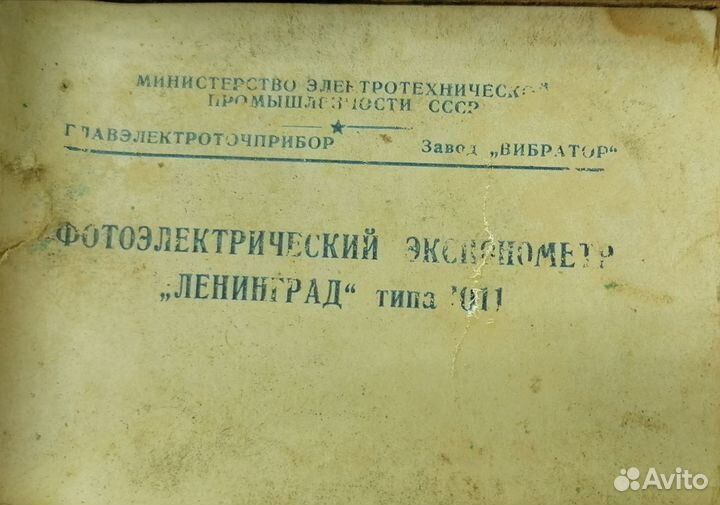 МИНИСТЕРСТВО ЭЛЕКТРОТЕХНИЧЕСКОЙ
ПРОМЫШЛЕННОСТИ СССР
ГЛАВЭЛЕКТРОТОЧПРИБОР Завод „ВИБРАТОР“
ФОТОЭЛЕКТРИЧЕСКИЙ ЭКСПОНОМЕТР
„ЛЕНИНГРАД“ типа
Avito